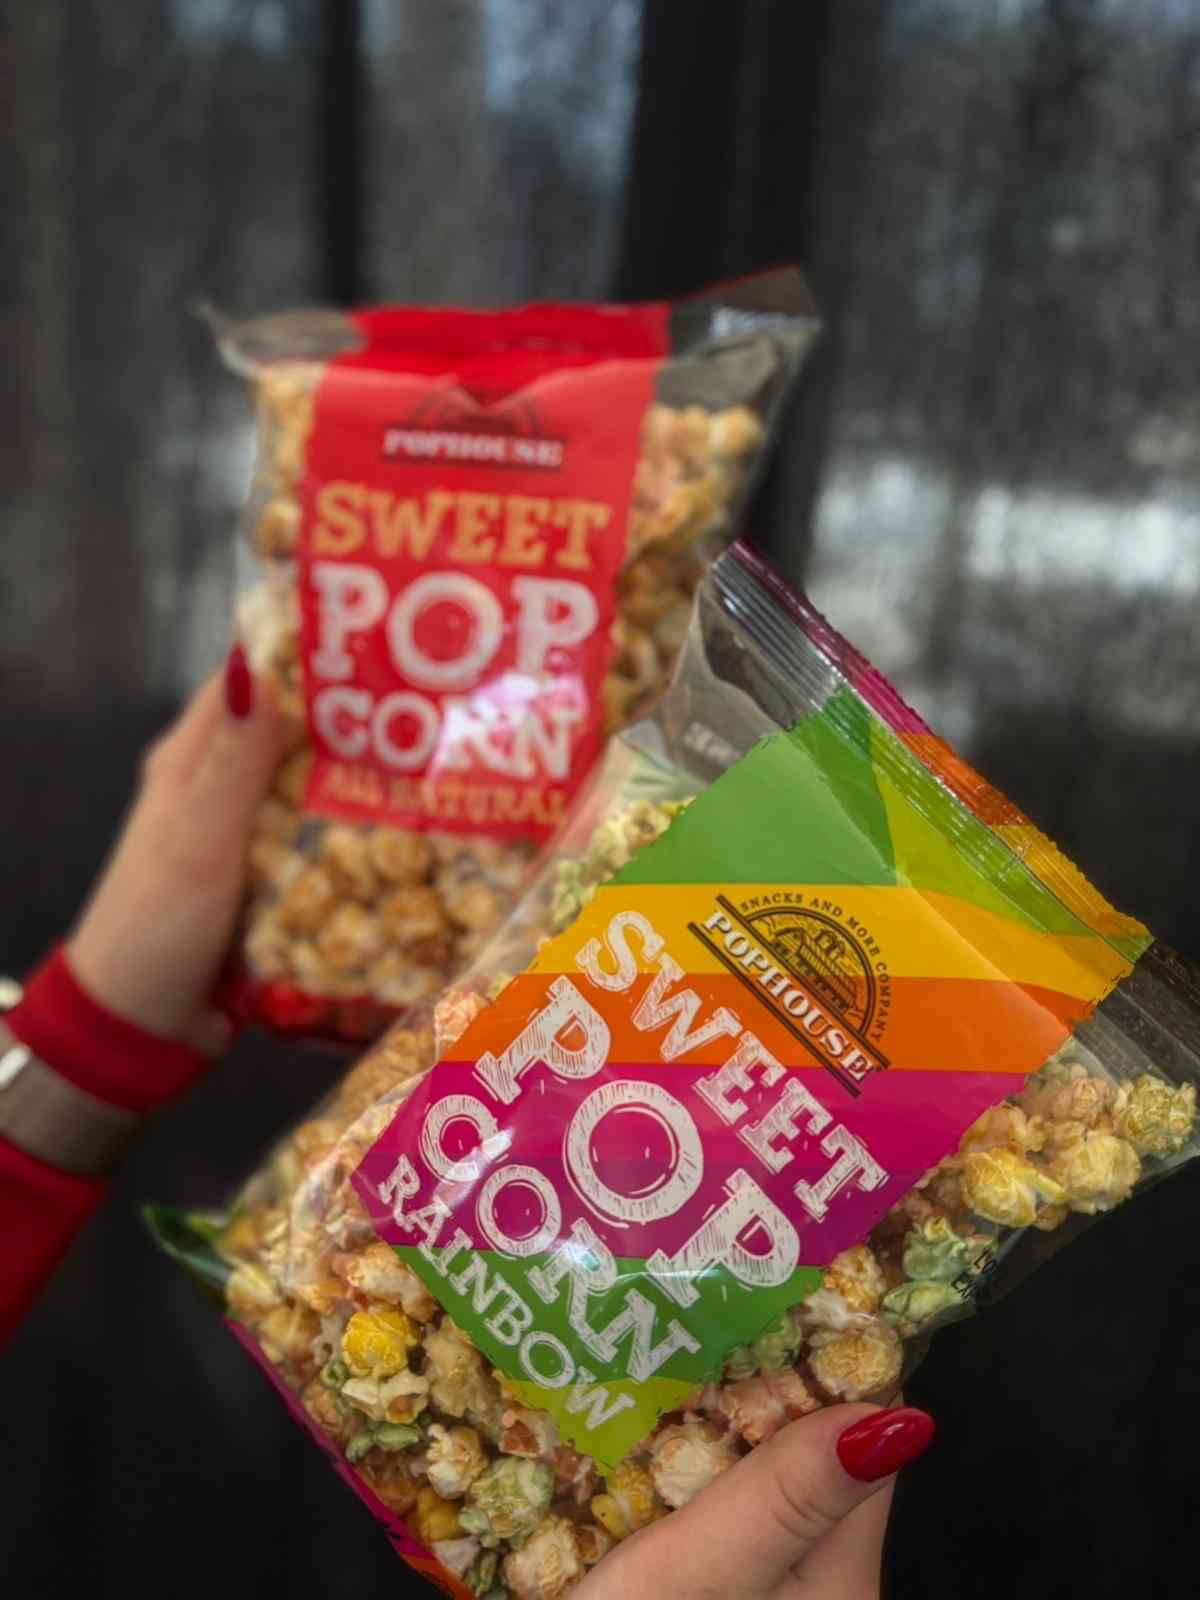 POPHOUSE
SWEET
POP
CORN
ALL NATURAL
SNACKS AND MORE COMPANY
POPHOUSE
SWEET
POP
CORN
RAINBOW